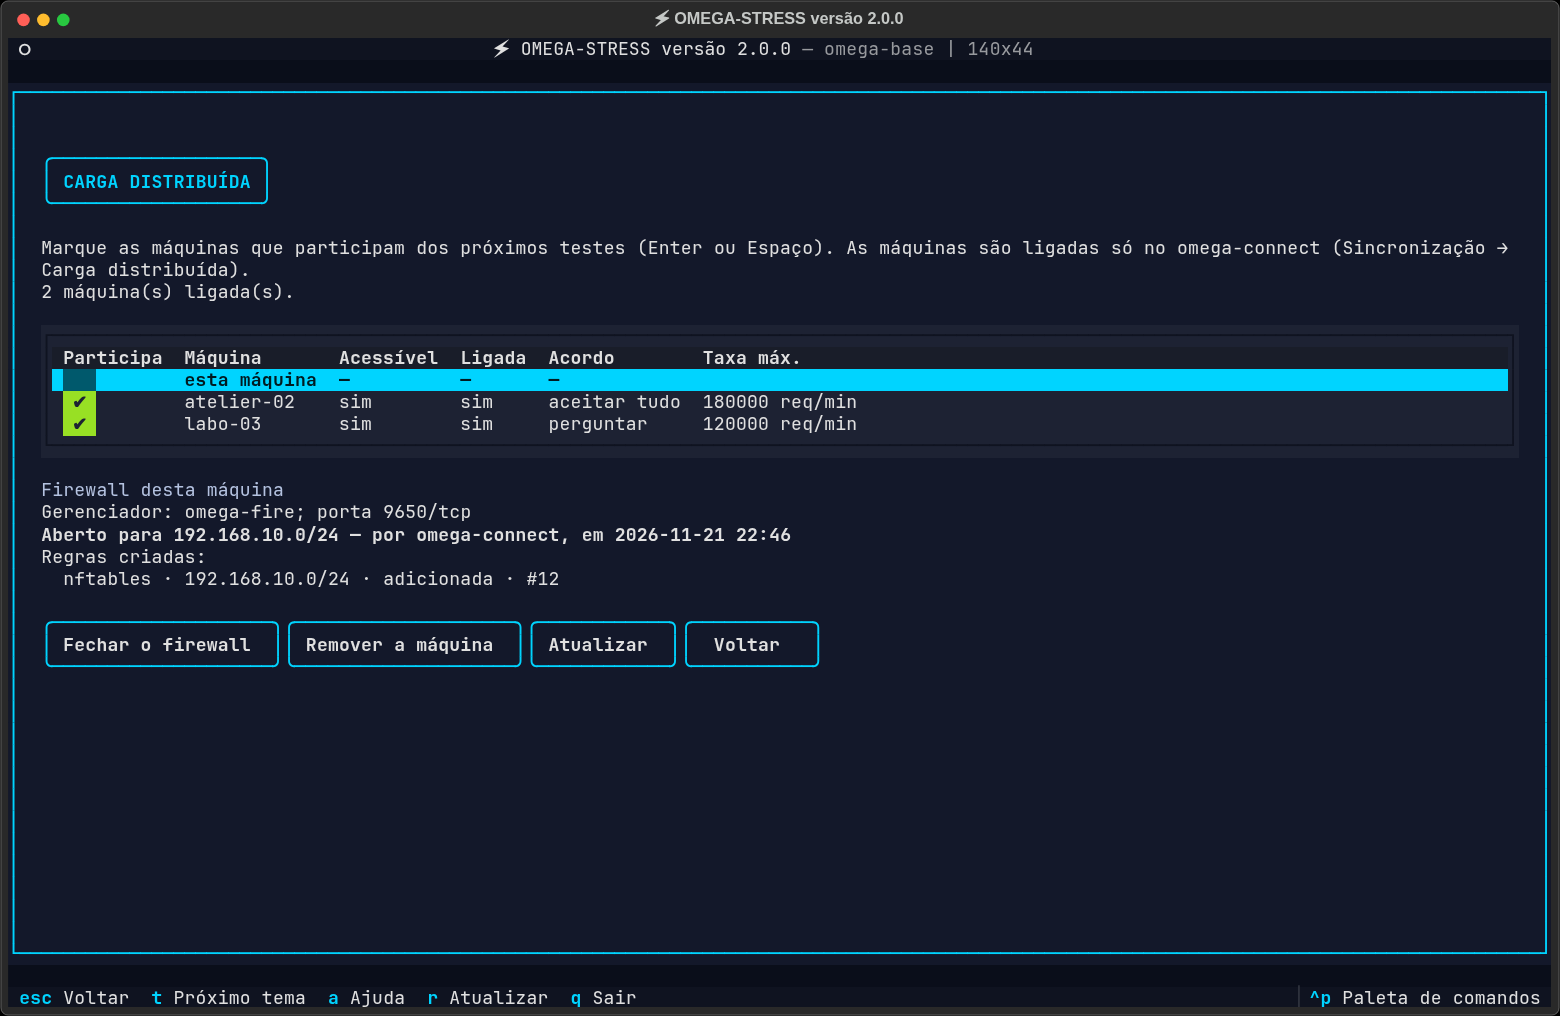 ⚡ OMEGA-STRESS versão 2.0.0
⚡ OMEGA-STRESS versão 2.0.0 — omega-base | 140x44
CARGA DISTRIBUÍDA
Marque as máquinas que participam dos próximos testes (Enter ou Espaço). As máquinas são ligadas só no omega-connect (Sincronização →
Carga distribuída).
2 máquina(s) ligada(s).
Participa Máquina Acessível Ligada Acordo Taxa máx.
esta máquina — — —
✔ atelier-02 sim sim aceitar tudo 180000 req/min
✔ labo-03 sim sim perguntar 120000 req/min
Firewall desta máquina
Gerenciador: omega-fire; porta 9650/tcp
Aberto para 192.168.10.0/24 — por omega-connect, em 2026-11-21 22:46
Regras criadas:
nftables · 192.168.10.0/24 · adicionada · #12
Fechar o firewall Remover a máquina Atualizar Voltar
esc Voltar t Próximo tema a Ajuda r Atualizar q Sair ^p Paleta de comandos